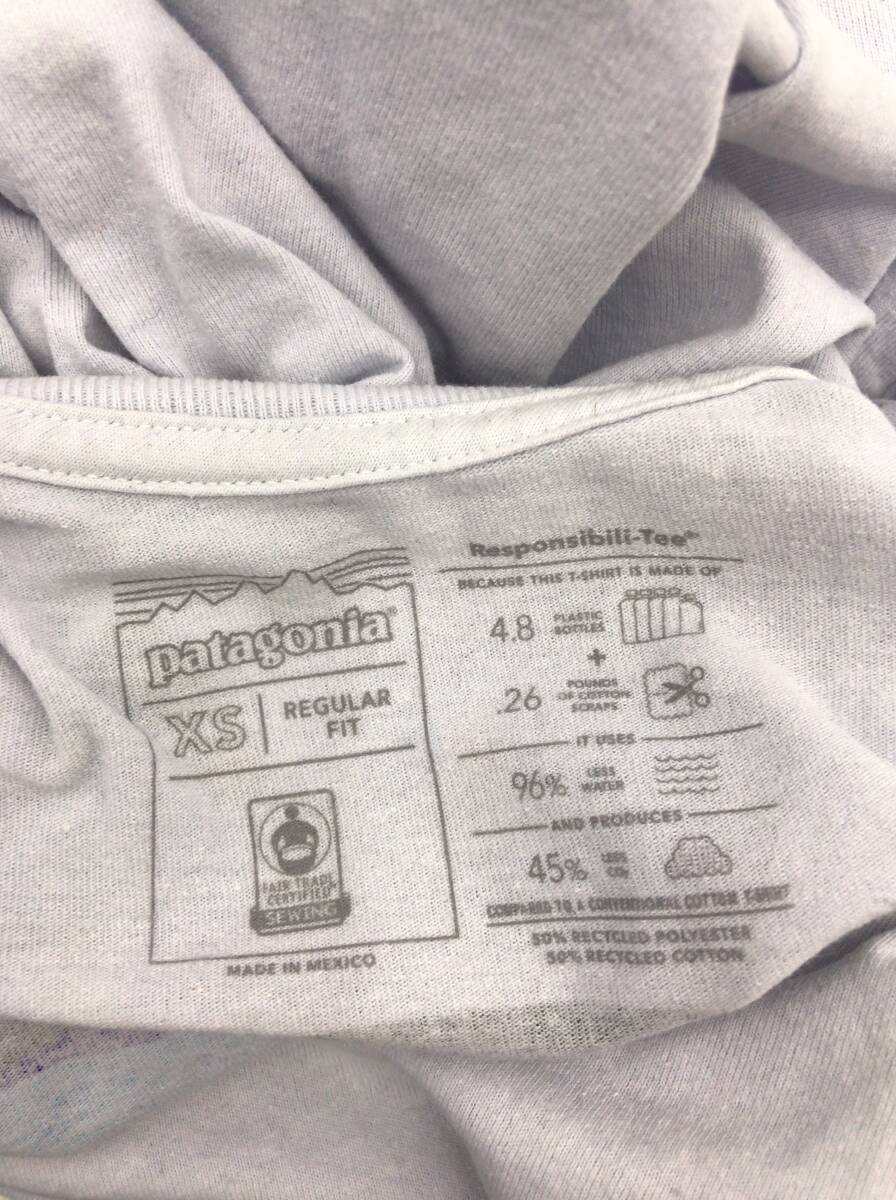 patagonia®
XS
REGULAR
FIT
FAIR TRADE
CERTIFIED™
SEWING
MADE IN MEXICO
Responsibili-Tee®
BECAUSE THIS T-SHIRT IS MADE OF
4.8 PLASTIC
BOTTLES
+
.26 POUNDS
OF COTTON
SCRAPS
IT USES
96% LESS
WATER
AND PRODUCES
45% LESS
CO₂
COMPARED TO A CONVENTIONAL COTTON T-SHIRT
50% RECYCLED POLYESTER
50% RECYCLED COTTON